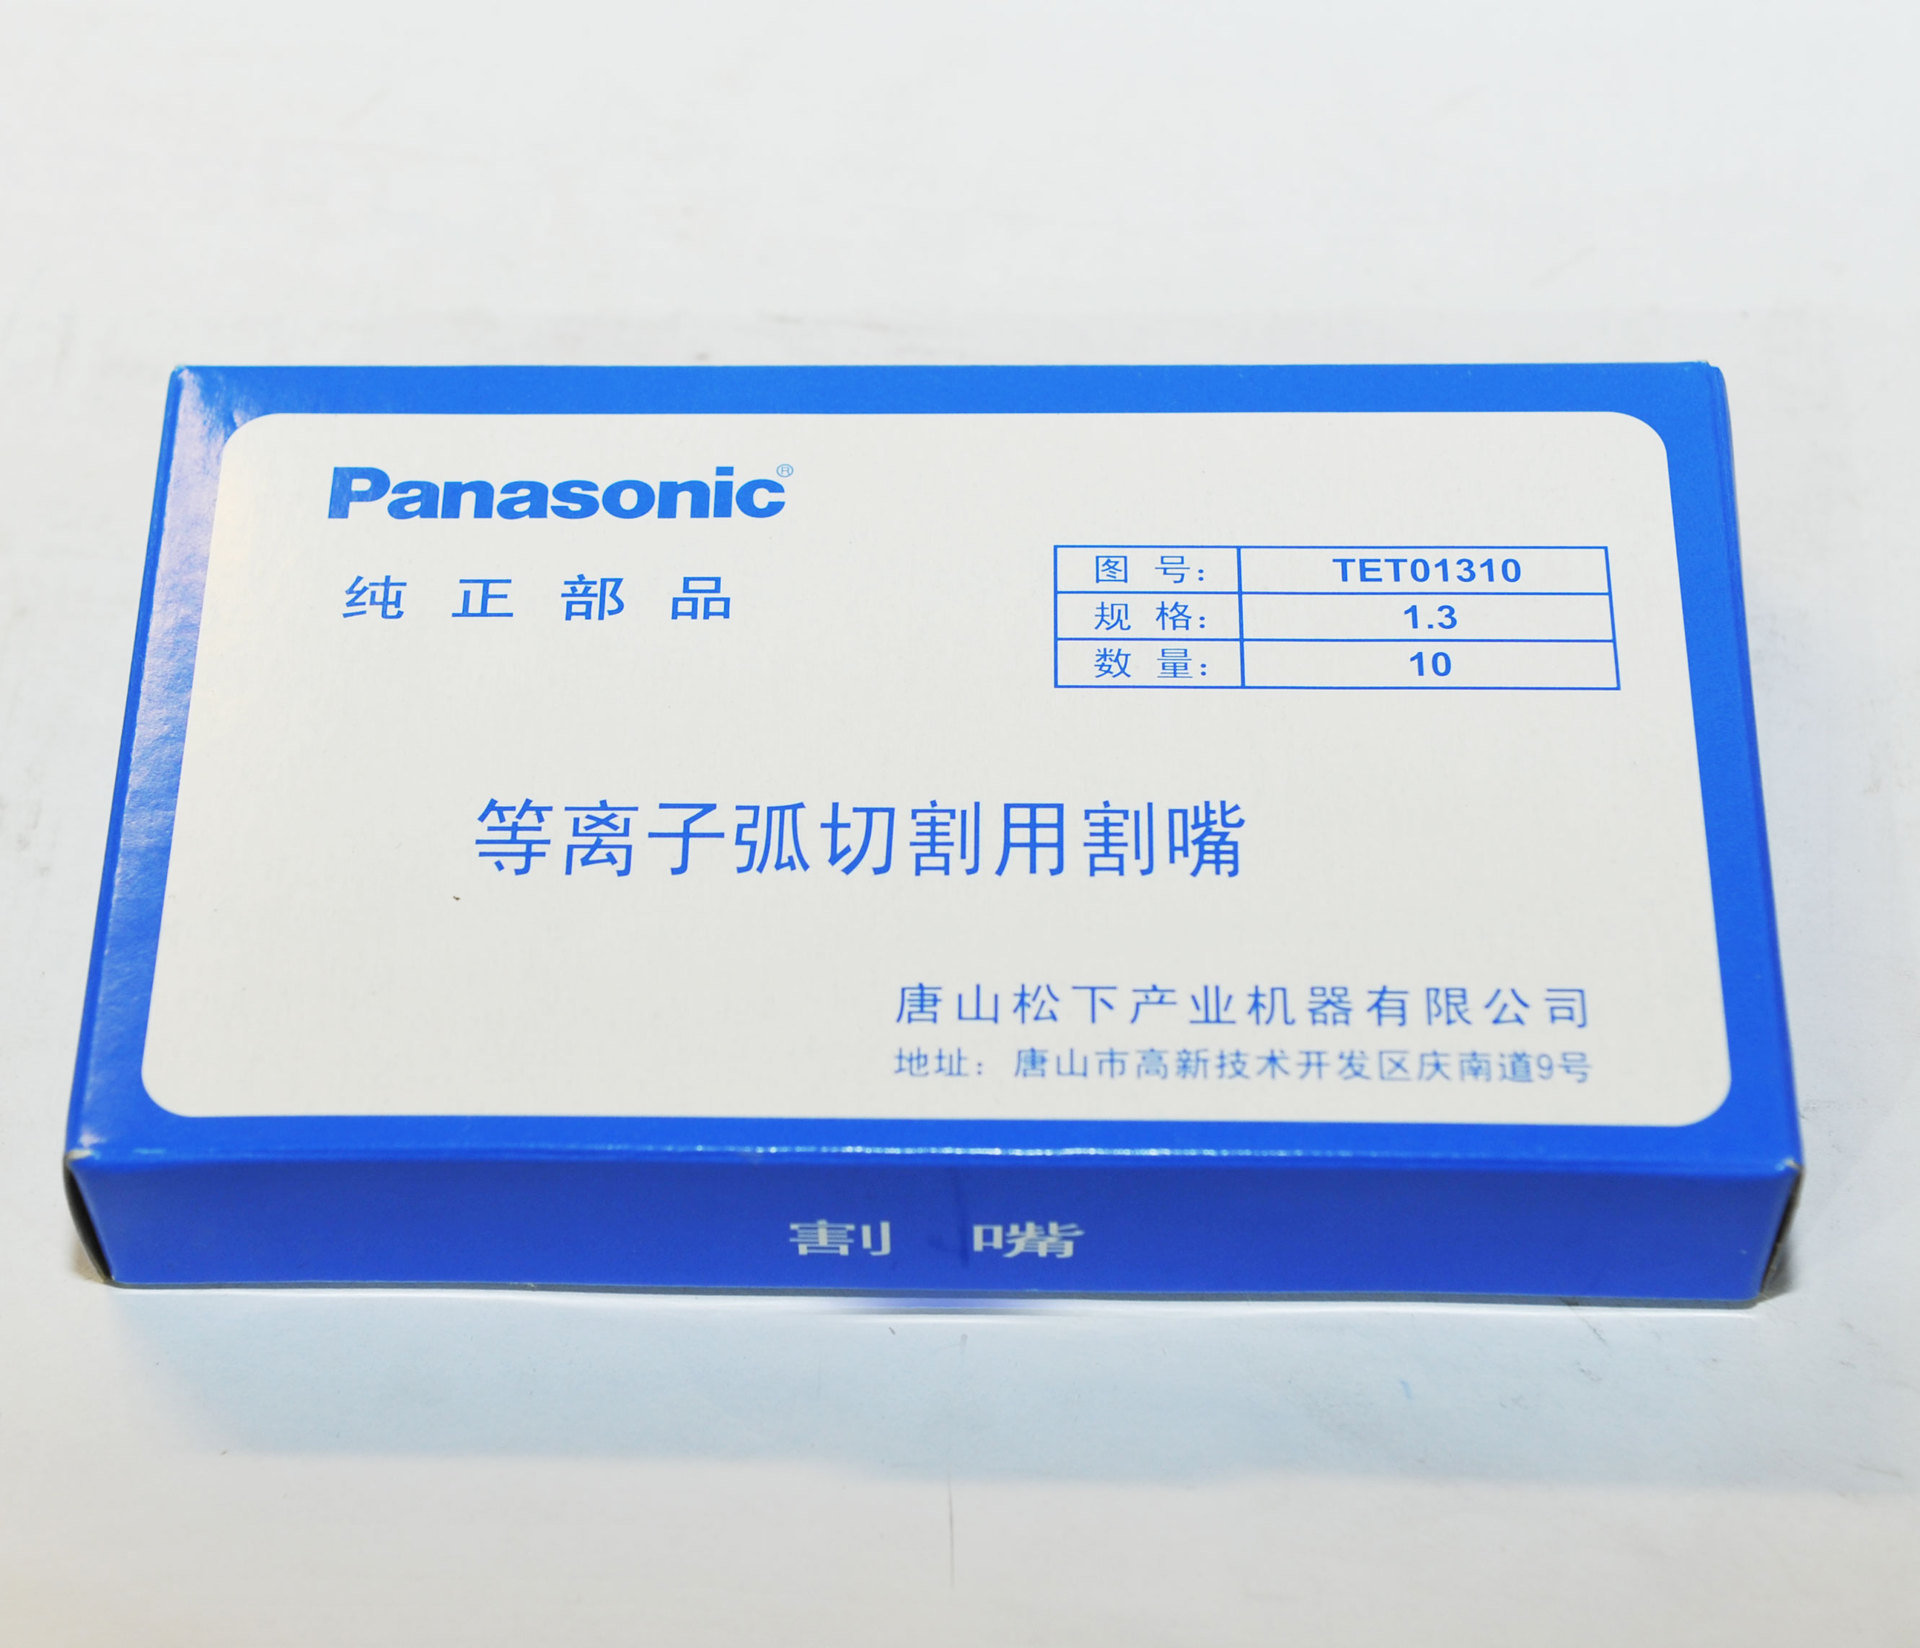 Panasonic®
纯正部品
图号： TET01310
规格： 1.3
数量： 10
等离子弧切割用割嘴
唐山松下产业机器有限公司
地址：唐山市高新技术开发区庆南道9号
割嘴